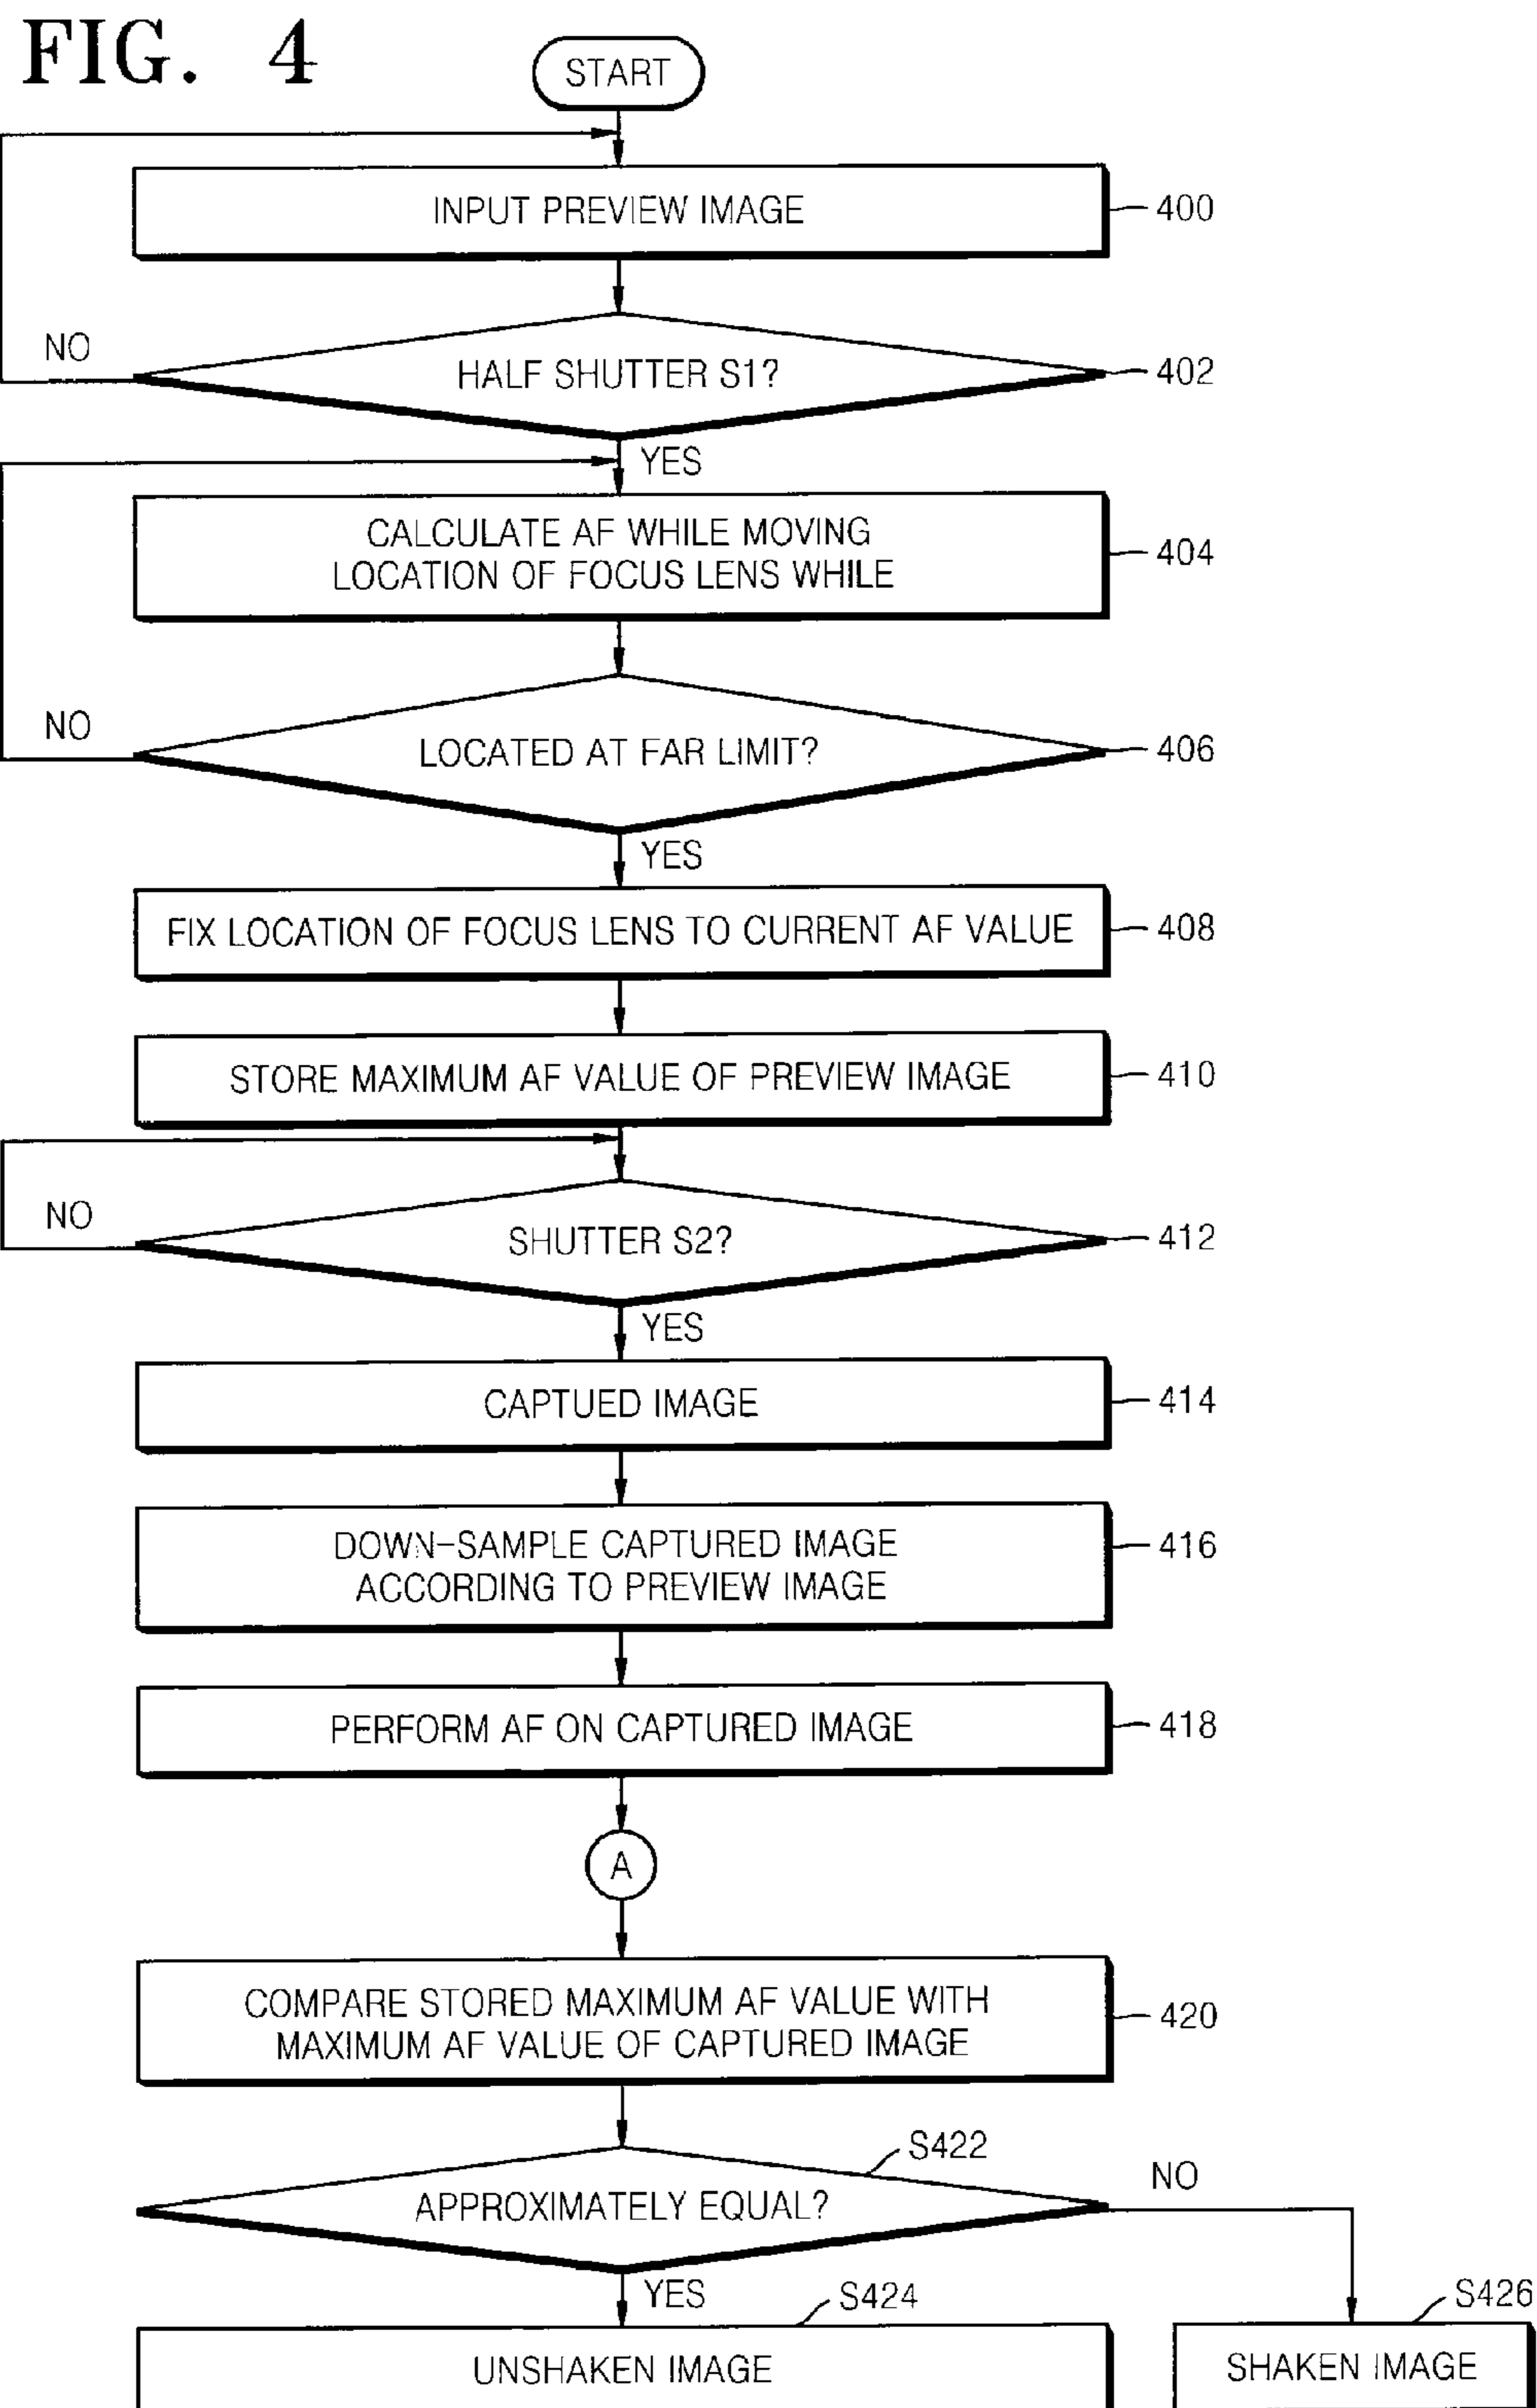 FIG. 4
START
INPUT PREVIEW IMAGE
400
NO
HALF SHUTTER S1?
402
YES
CALCULATE AF WHILE MOVING
LOCATION OF FOCUS LENS WHILE
404
NO
LOCATED AT FAR LIMIT?
406
YES
FIX LOCATION OF FOCUS LENS TO CURRENT AF VALUE
408
STORE MAXIMUM AF VALUE OF PREVIEW IMAGE
410
NO
SHUTTER S2?
412
YES
CAPTUED IMAGE
414
DOWN-SAMPLE CAPTURED IMAGE
ACCORDING TO PREVIEW IMAGE
416
PERFORM AF ON CAPTURED IMAGE
418
A
COMPARE STORED MAXIMUM AF VALUE WITH
MAXIMUM AF VALUE OF CAPTURED IMAGE
420
S422
NO
APPROXIMATELY EQUAL?
YES
S424
S426
UNSHAKEN IMAGE
SHAKEN IMAGE